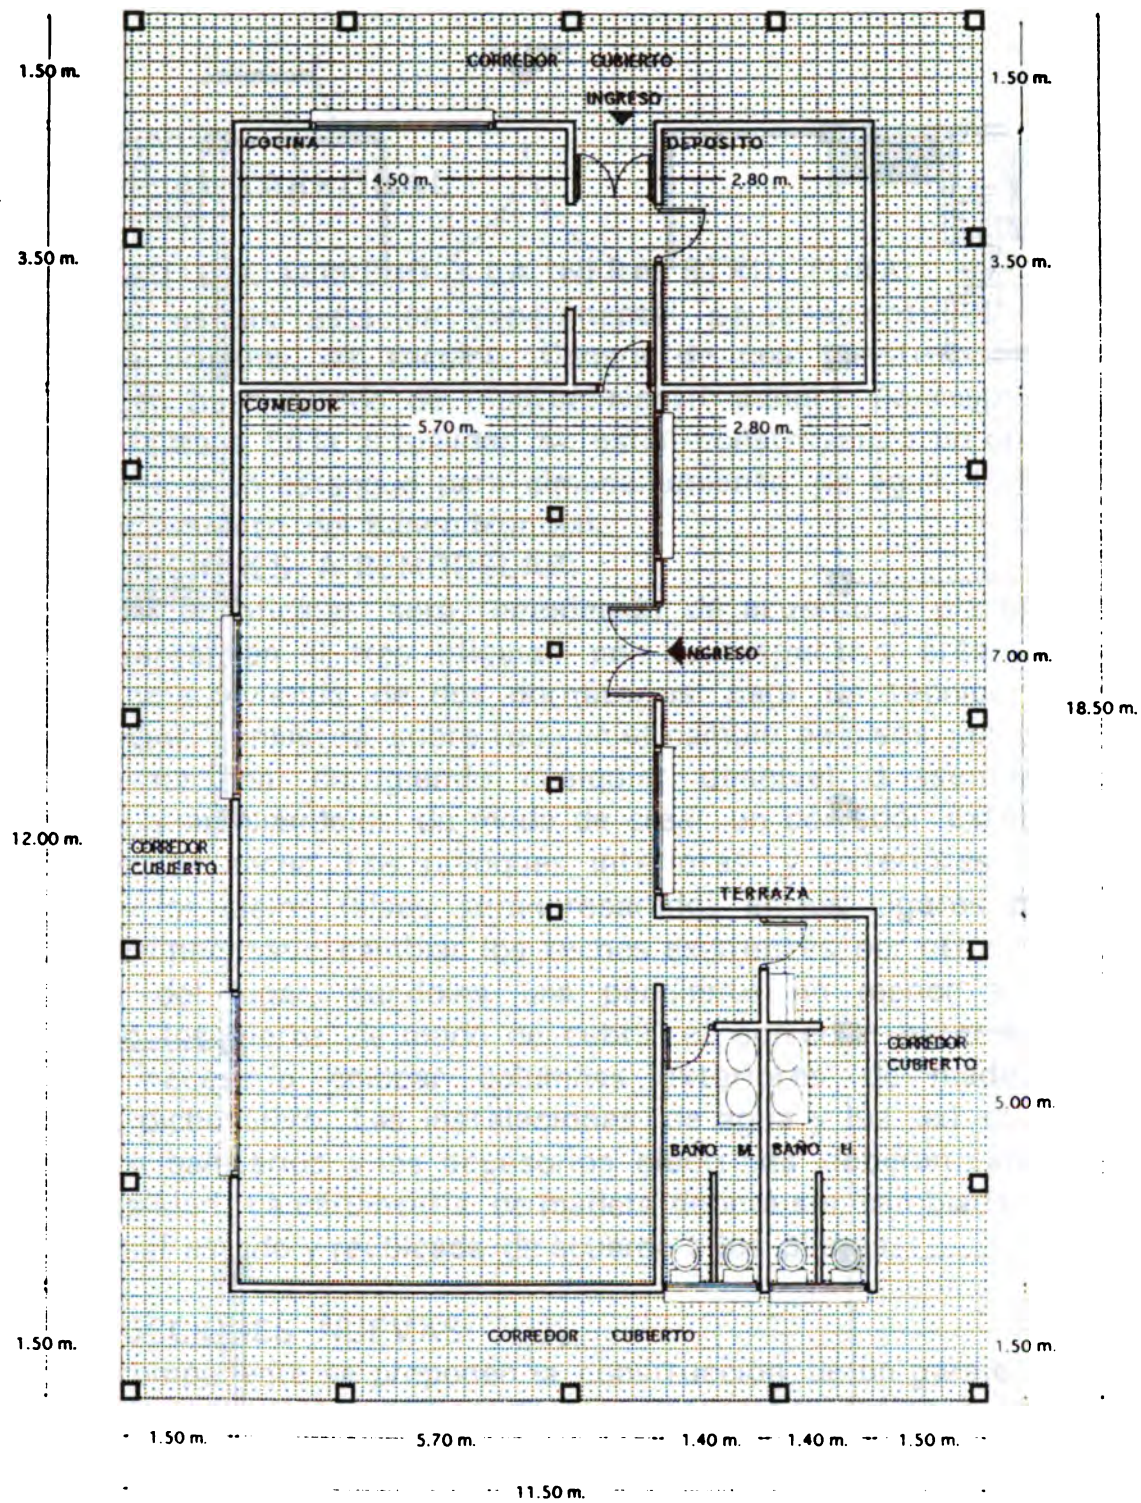 CORREDOR CUBIERTO
1.50 m.
1.50 m.
INGRESO
COCINA
DEPOSITO
4.50 m.
2.80 m.
3.50 m.
3.50 m.
COMEDOR
5.70 m.
2.80 m.
INGRESO
7.00 m.
18.50 m.
12.00 m.
CORREDOR
CUBIERTO
TERRAZA
CORREDOR
CUBIERTO
5.00 m.
BAÑO M. BAÑO H.
CORREDOR CUBIERTO
1.50 m.
1.50 m.
1.50 m. 5.70 m. 1.40 m. 1.40 m. 1.50 m.
11.50 m.